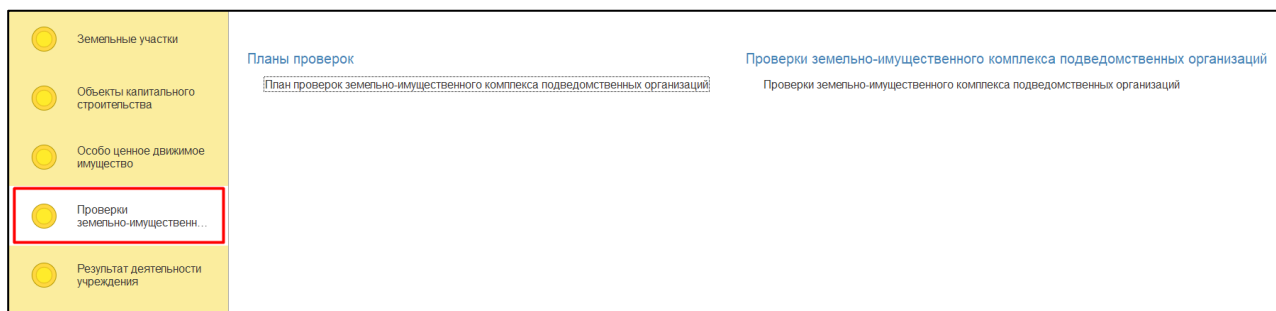 Земельные участки
Объекты капитального
строительства
Особо ценное движимое
имущество
Проверки
земельно-имущественн...
Результат деятельности
учреждения
Планы проверок
План проверок земельно-имущественного комплекса подведомственных организаций
Проверки земельно-имущественного комплекса подведомственных организаций
Проверки земельно-имущественного комплекса подведомственных организаций